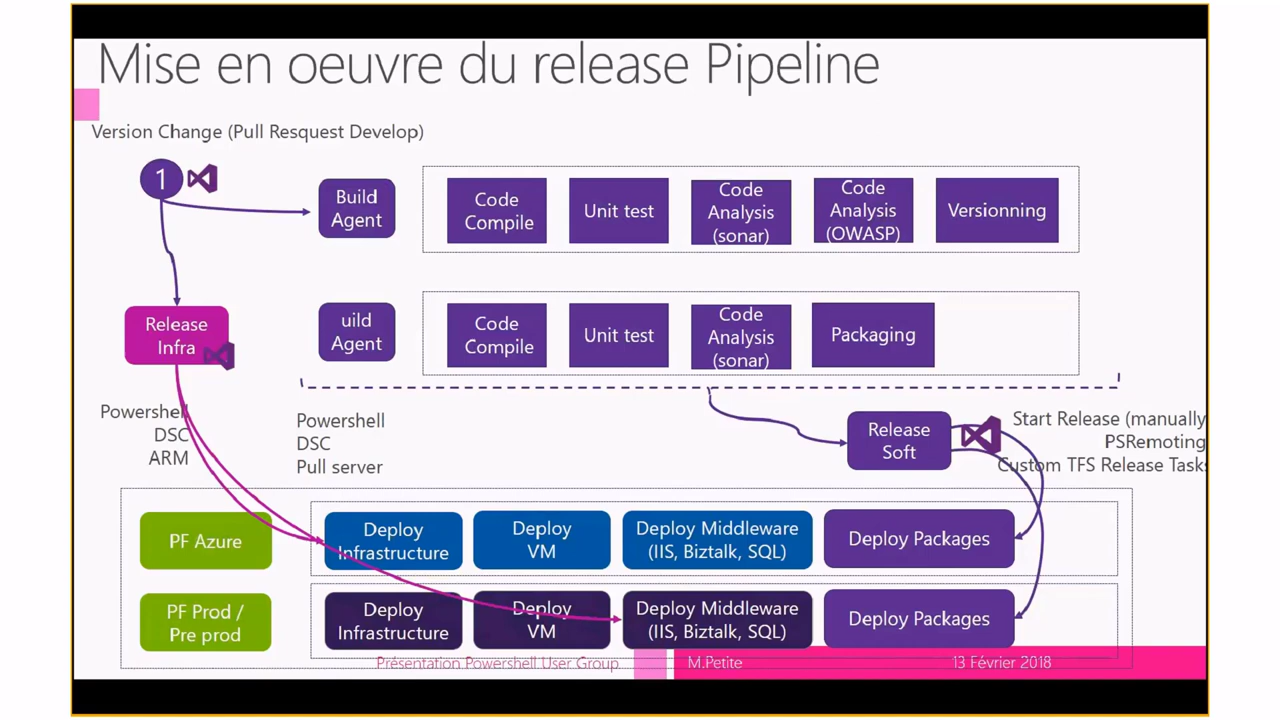 Mise en oeuvre du release Pipeline
Version Change (Pull Resquest Develop)
1
Build
Agent
Code
Compile
Unit test
Code
Analysis
(sonar)
Code
Analysis
(OWASP)
Versionning
Release
Infra
uild
Agent
Code
Compile
Unit test
Code
Analysis
(sonar)
Packaging
Powershell
DSC
ARM
Powershell
DSC
Pull server
Release
Soft
Start Release (manually
PSRemoting
Custom TFS Release Tasks
PF Azure
Deploy
Infrastructure
Deploy
VM
Deploy Middleware
(IIS, Biztalk, SQL)
Deploy Packages
PF Prod /
Pre prod
Deploy
Infrastructure
Deploy
VM
Deploy Middleware
(IIS, Biztalk, SQL)
Deploy Packages
Présentation Powershell User Group
M.Petite
13 Février 2018